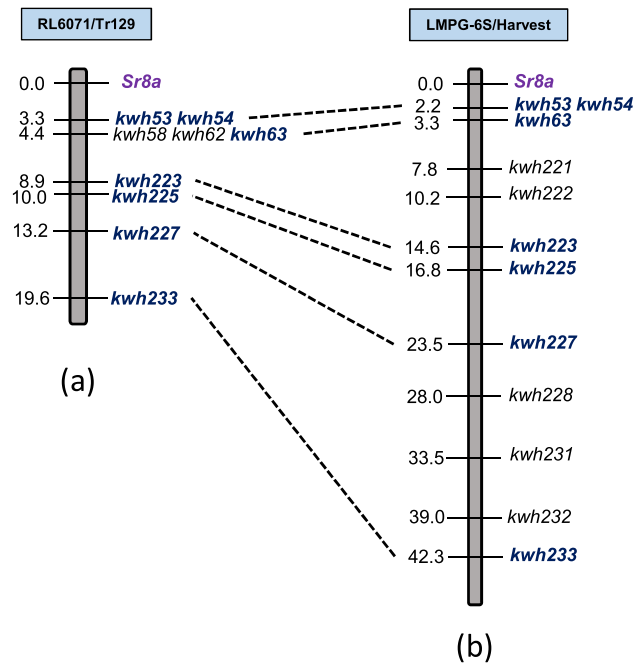 RL6071/Tr129
0.0 Sr8a
3.3 kwh53 kwh54
4.4 kwh58 kwh62 kwh63
8.9 kwh223
10.0 kwh225
13.2 kwh227
19.6 kwh233
(a)
LMPG-6S/Harvest
0.0 Sr8a
2.2 kwh53 kwh54
3.3 kwh63
7.8 kwh221
10.2 kwh222
14.6 kwh223
16.8 kwh225
23.5 kwh227
28.0 kwh228
33.5 kwh231
39.0 kwh232
42.3 kwh233
(b)